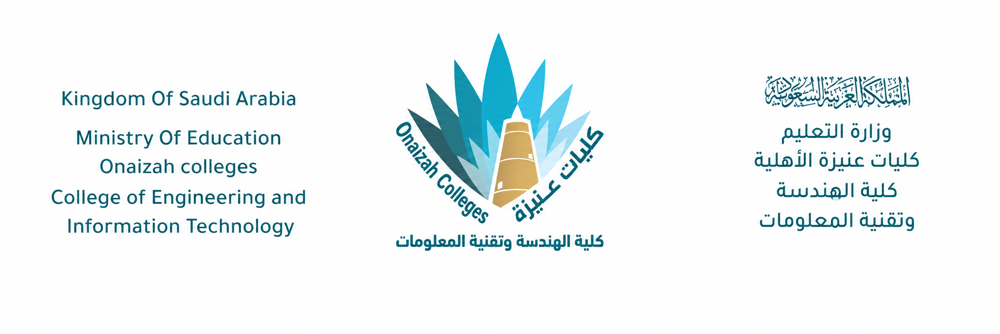 Kingdom Of Saudi Arabia
Ministry Of Education
Onaizah colleges
College of Engineering and
Information Technology
Onaizah Colleges
كليات عنيزة
كلية الهندسة وتقنية المعلومات
المملكة العربية السعودية
وزارة التعليم
كليات عنيزة الأهلية
كلية الهندسة
وتقنية المعلومات